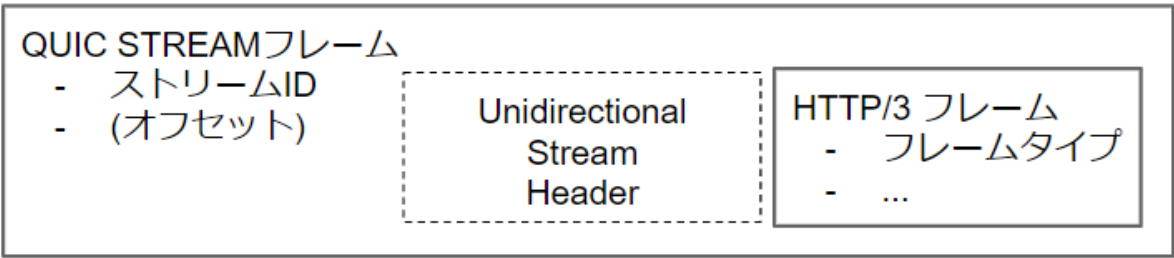 QUIC STREAMフレーム
- ストリームID
- (オフセット)
Unidirectional
Stream
Header
HTTP/3 フレーム
- フレームタイプ
- ...